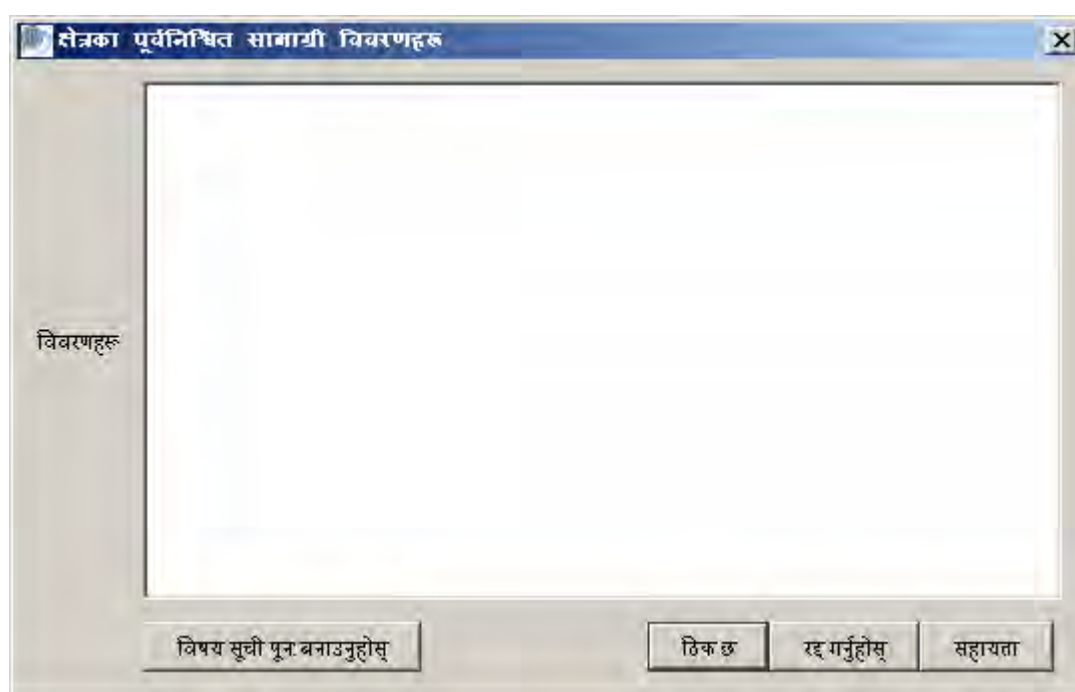 क्षेत्रका पूर्वनिश्चित सामाग्री विवरणहरू
विवरणहरू
विषय सूची पुन: बनाउनुहोस्
ठिक छ
रद्द गर्नुहोस्
सहायता